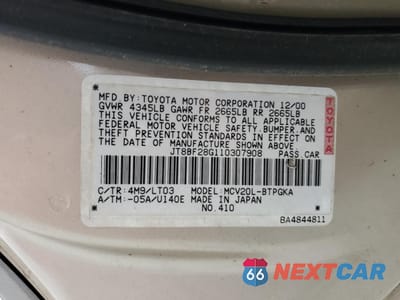 MFD. BY: TOYOTA MOTOR CORPORATION 12/00
GVWR 4345LB GAWR FR 2665LB RR 2665LB
THIS VEHICLE CONFORMS TO ALL APPLICABLE
FEDERAL MOTOR VEHICLE SAFETY,BUMPER,AND
THEFT PREVENTION STANDARDS IN EFFECT ON
THE DATE OF MANUFACTURE SHOWN ABOVE.
JT8BF28G110307908 PASS CAR
TOYOTA
C/TR: 4M9/LT03 MODEL: MCV20L-BTPGKA
A/TM: -05A/U140E MADE IN JAPAN
NO.410
BA4844811
66 NEXTCAR